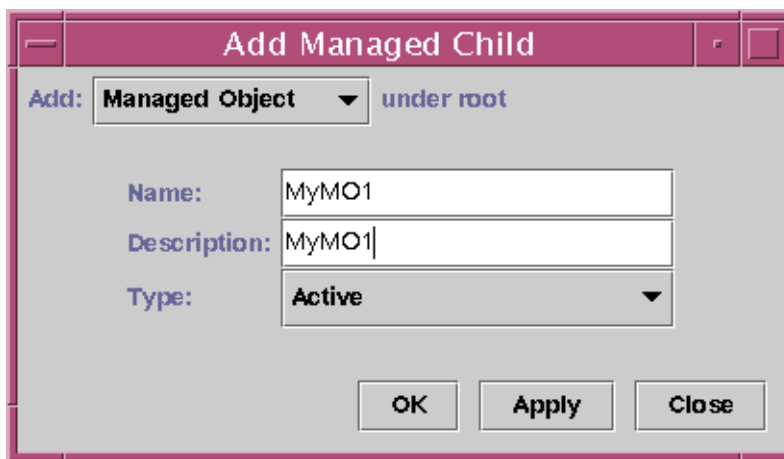 Add Managed Child
Add: Managed Object under root
Name: MyMO1
Description: MyMO1
Type: Active
OK Apply Close